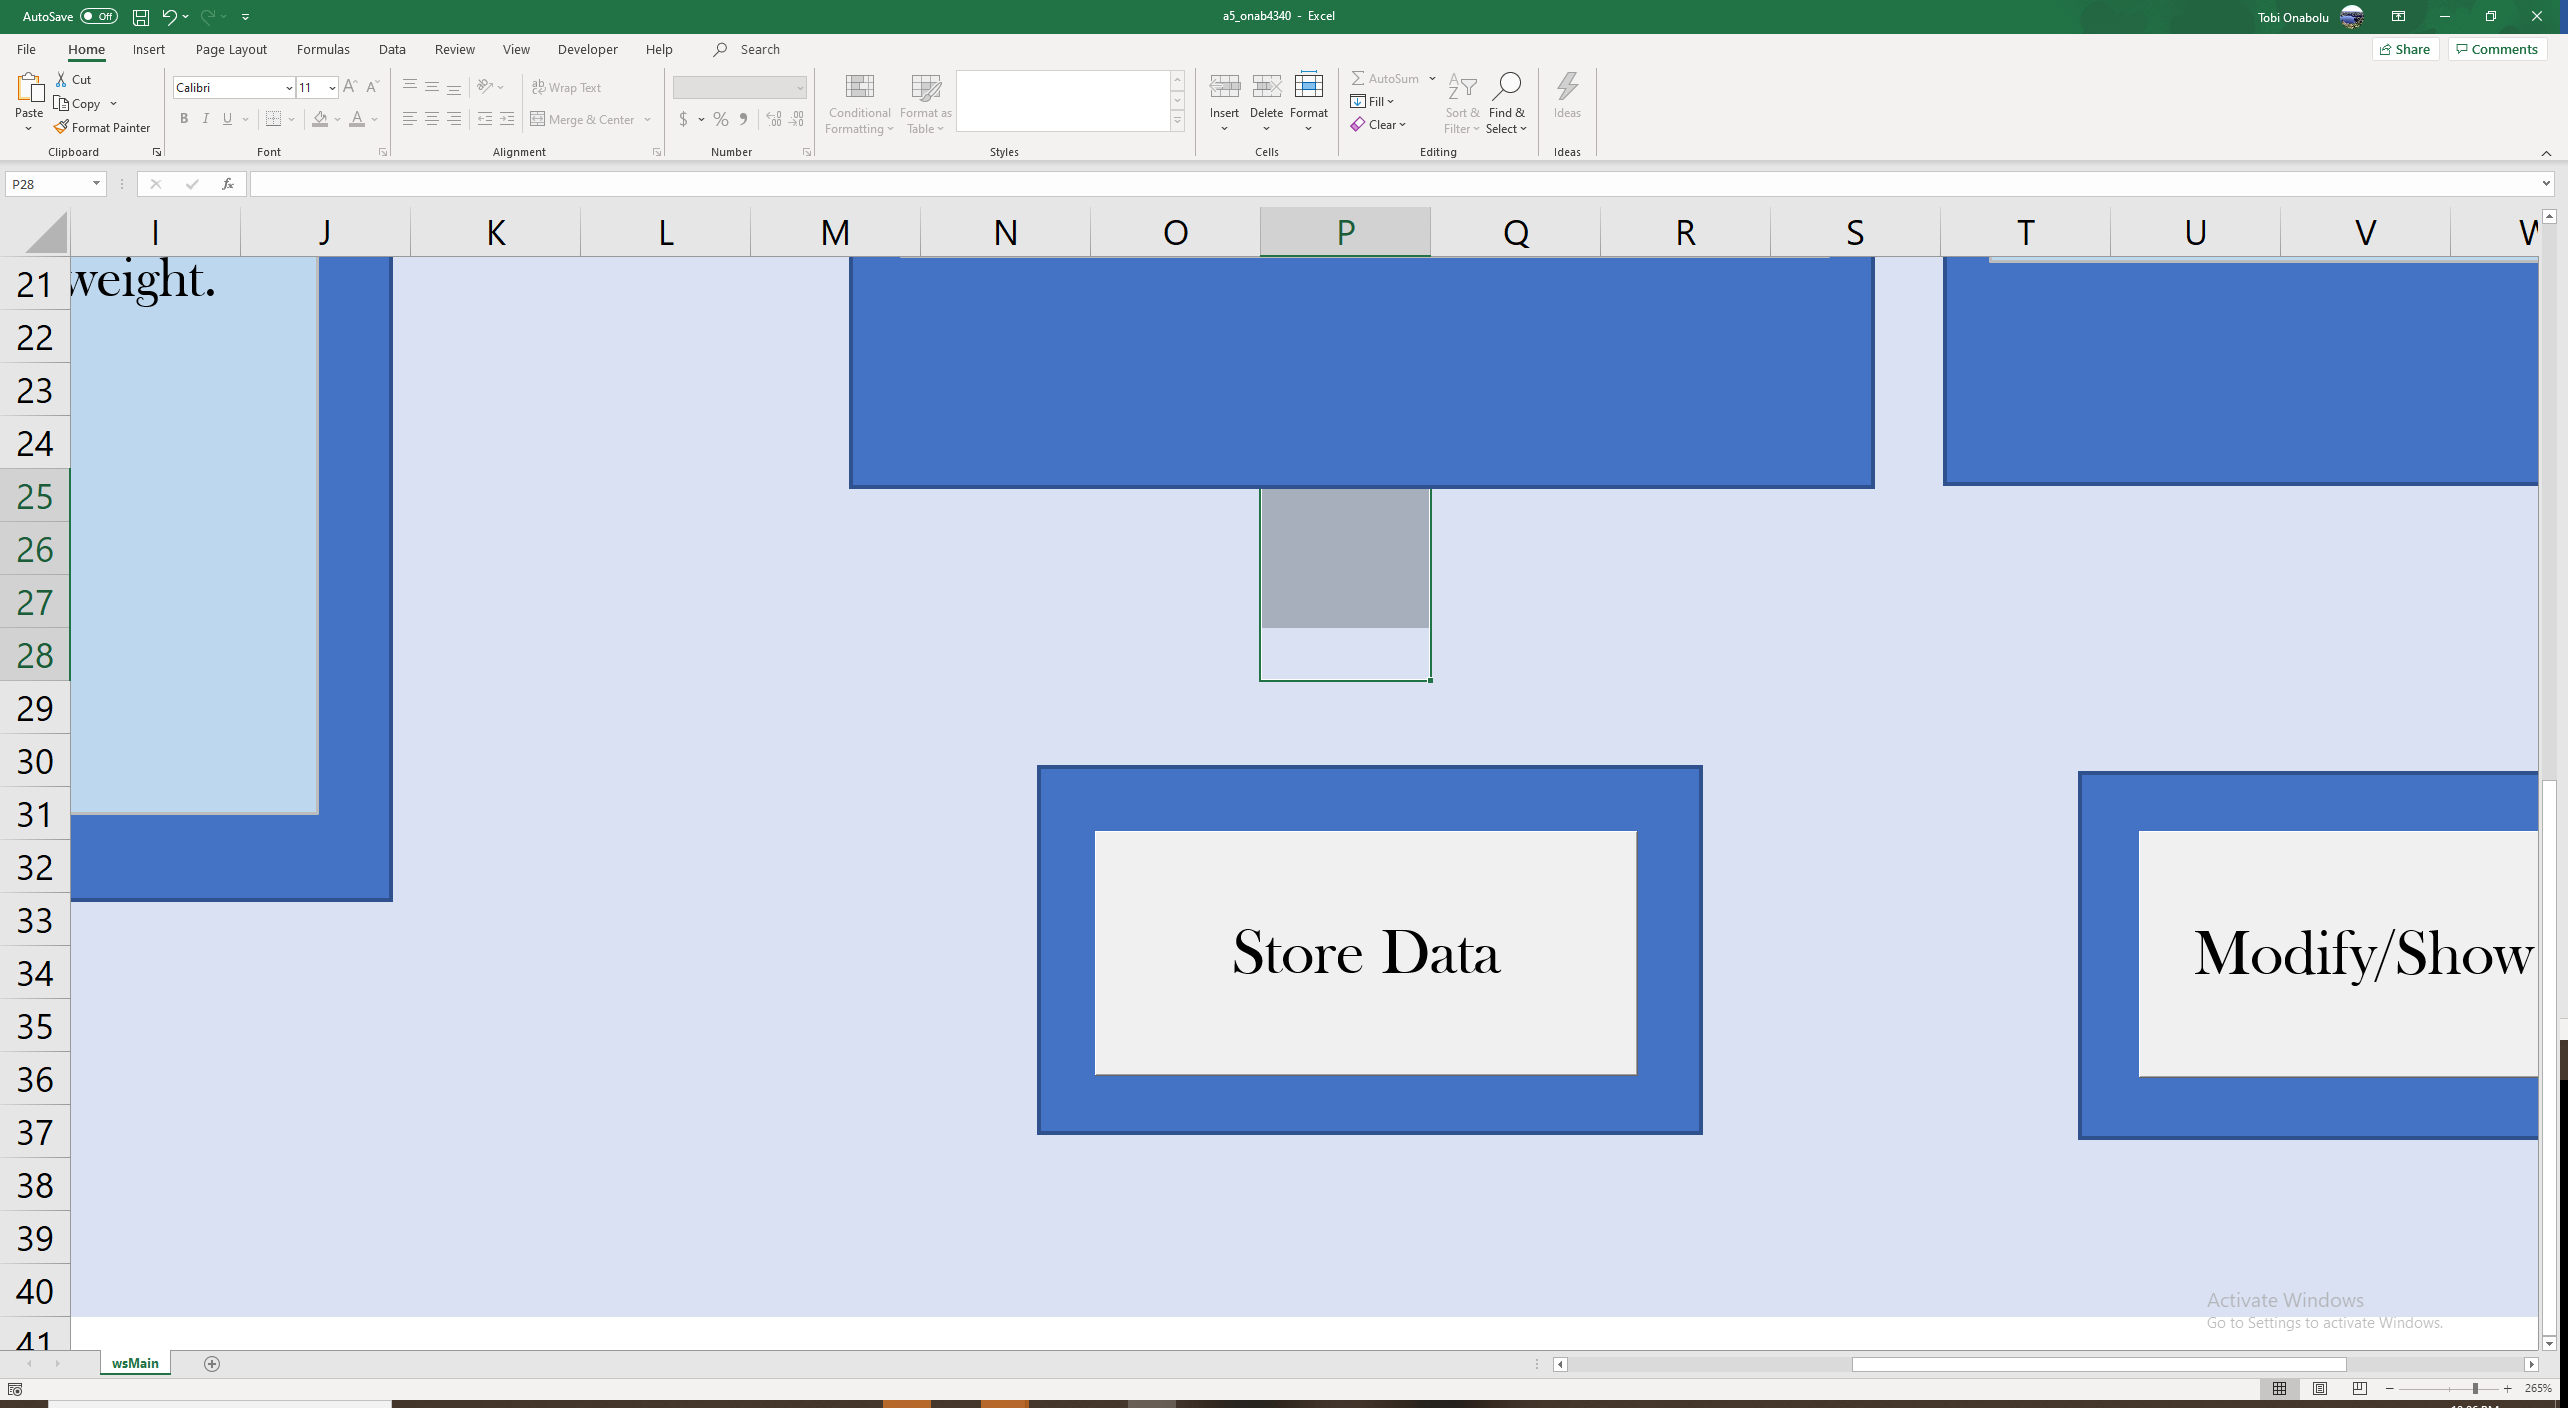 AutoSave Off a5_onab4340 - Excel Tobi Onabolu
File Home Insert Page Layout Formulas Data Review View Developer Help Search Share Comments
Paste Cut Copy Format Painter Clipboard
Calibri 11 B I U Font
Wrap Text Merge & Center Alignment
$ % Number
Conditional Formatting Format as Table Styles
Insert Delete Format Cells
AutoSum Fill Clear Sort & Filter Find & Select Editing
Ideas Ideas
P28 fx
I J K L M N O P Q R S T U V W
21 weight.
22
23
24
25
26
27
28
29
30
31
32
33
34 Store Data Modify/Show
35
36
37
38
39
40
Activate Windows
Go to Settings to activate Windows.
41
wsMain
265%